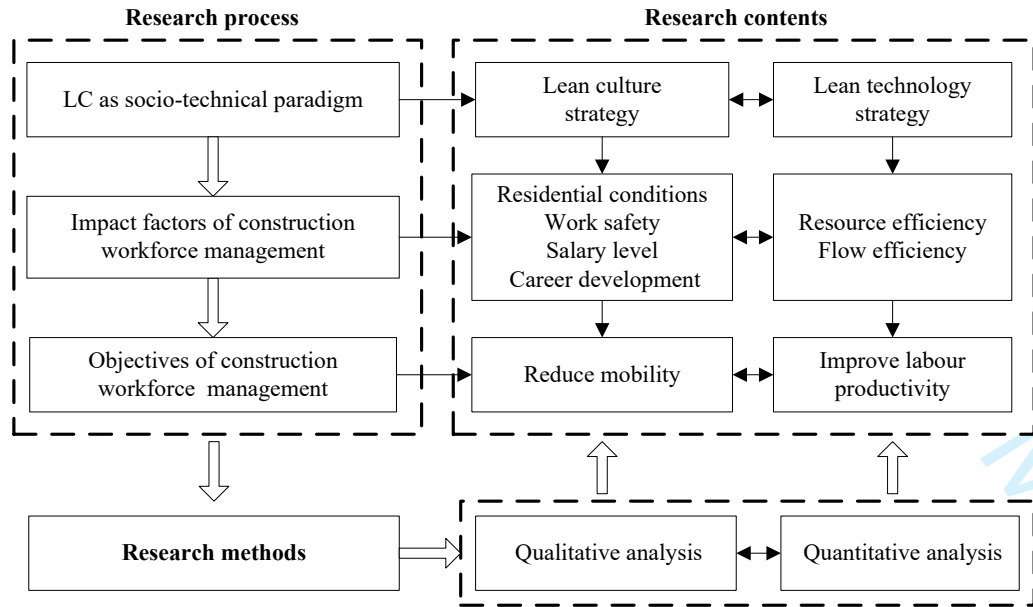 Research process
Research contents
LC as socio-technical paradigm
Lean culture
strategy
Lean technology
strategy
Impact factors of construction
workforce management
Residential conditions
Work safety
Salary level
Career development
Resource efficiency
Flow efficiency
Objectives of construction
workforce management
Reduce mobility
Improve labour
productivity
Research methods
Qualitative analysis
Quantitative analysis